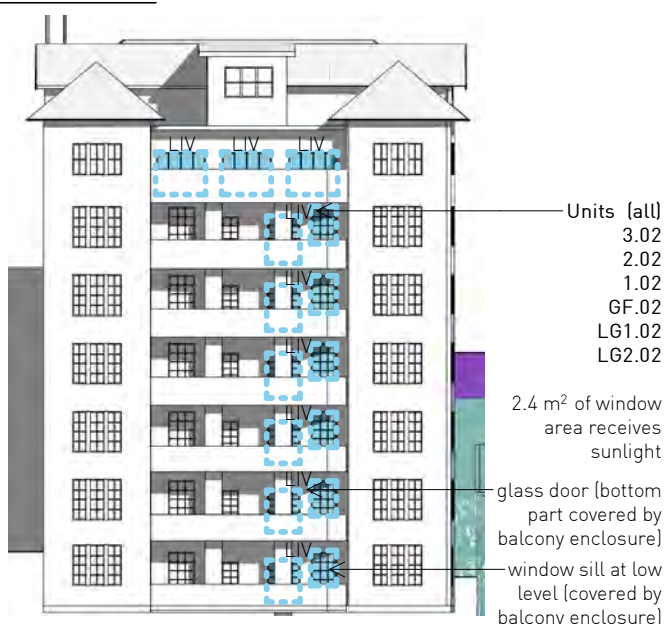 LIV LIV LIV
LIV
LIV
LIV
LIV
LIV
LIV
Units (all)
3.02
2.02
1.02
GF.02
LG1.02
LG2.02
2.4 m² of window
area receives
sunlight
glass door (bottom
part covered by
balcony enclosure)
window sill at low
level (covered by
balcony enclosure)